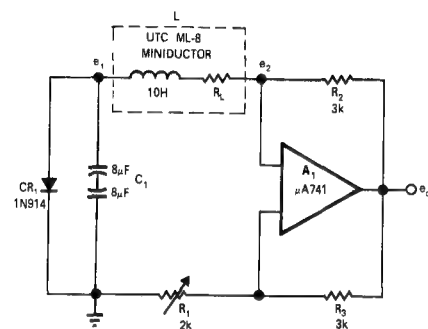 L
UTC ML-8
MINIDUCTOR
e1
e2
10H
RL
R2
3k
8μF
C1
8μF
CR1
1N914
A1
μA741
eo
R1
2k
R3
3k